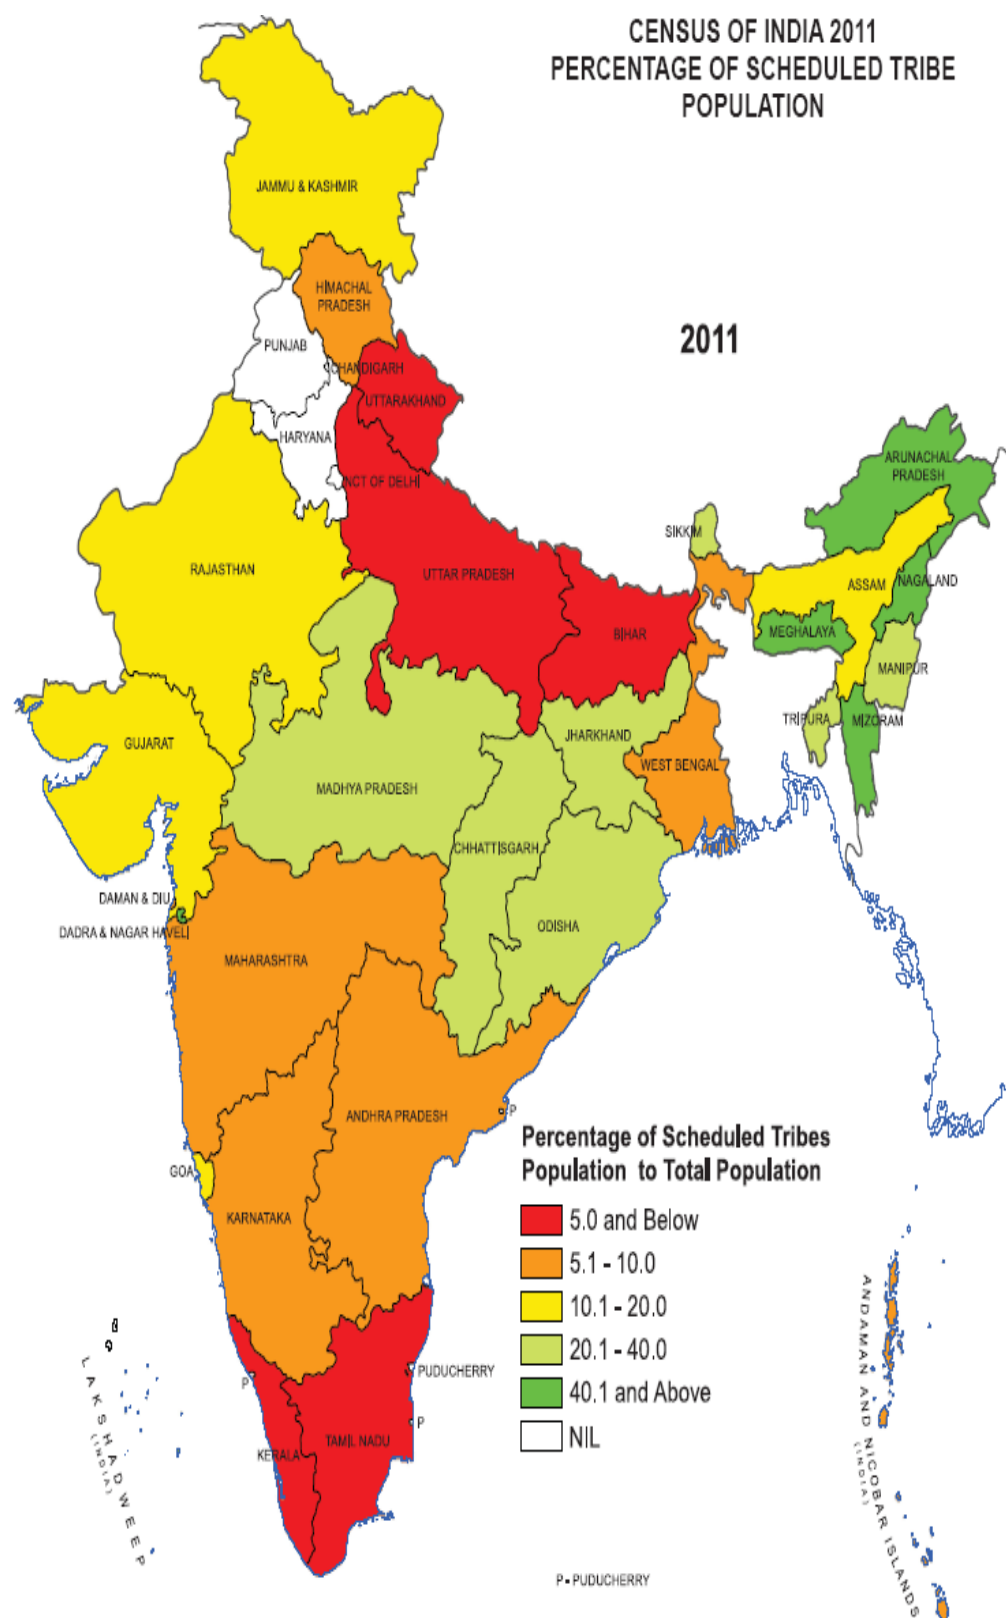 CENSUS OF INDIA 2011
PERCENTAGE OF SCHEDULED TRIBE
POPULATION
JAMMU & KASHMIR
HIMACHAL
PRADESH
2011
PUNJAB
CHANDIGARH
UTTARAKHAND
HARYANA
NCT OF DELHI
ARUNACHAL
PRADESH
SIKKIM
RAJASTHAN
UTTAR PRADESH
ASSAM
NAGALAND
BIHAR
MEGHALAYA
MANIPUR
TRIPURA
MIZORAM
GUJARAT
JHARKHAND
WEST BENGAL
MADHYA PRADESH
CHHATTISGARH
DAMAN & DIU
DADRA & NAGAR HAVELI
ODISHA
MAHARASHTRA
ANDHRA PRADESH
P
GOA
KARNATAKA
Percentage of Scheduled Tribes
Population to Total Population
5.0 and Below
5.1 - 10.0
10.1 - 20.0
20.1 - 40.0
40.1 and Above
NIL
PUDUCHERRY
P
P
KERALA
TAMIL NADU
LAKSHADWEEP
(INDIA)
ANDAMAN AND NICOBAR ISLANDS
(INDIA)
P - PUDUCHERRY